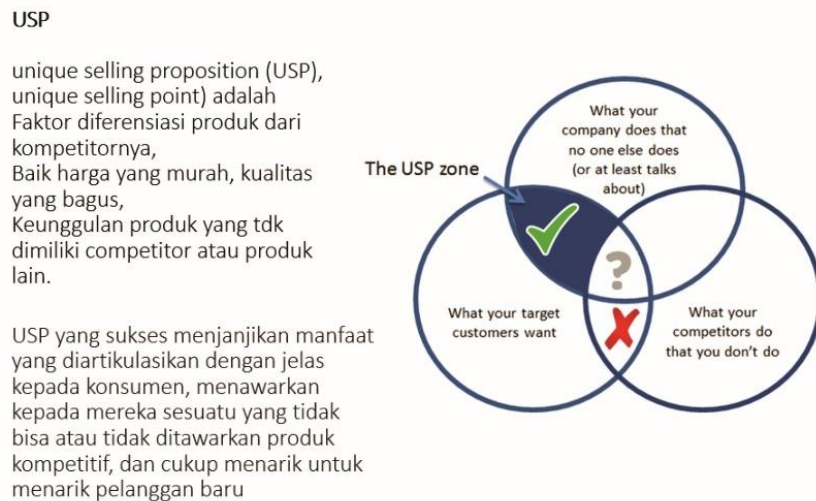 USP
unique selling proposition (USP),
unique selling point) adalah
Faktor diferensiasi produk dari
kompetitornya,
Baik harga yang murah, kualitas
yang bagus,
Keunggulan produk yang tdk
dimiliki competitor atau produk
lain.
USP yang sukses menjanjikan manfaat
yang diartikulasikan dengan jelas
kepada konsumen, menawarkan
kepada mereka sesuatu yang tidak
bisa atau tidak ditawarkan produk
kompetitif, dan cukup menarik untuk
menarik pelanggan baru
The USP zone
What your
company does that
no one else does
(or at least talks
about)
?
What your target
customers want
What your
competitors do
that you don't do